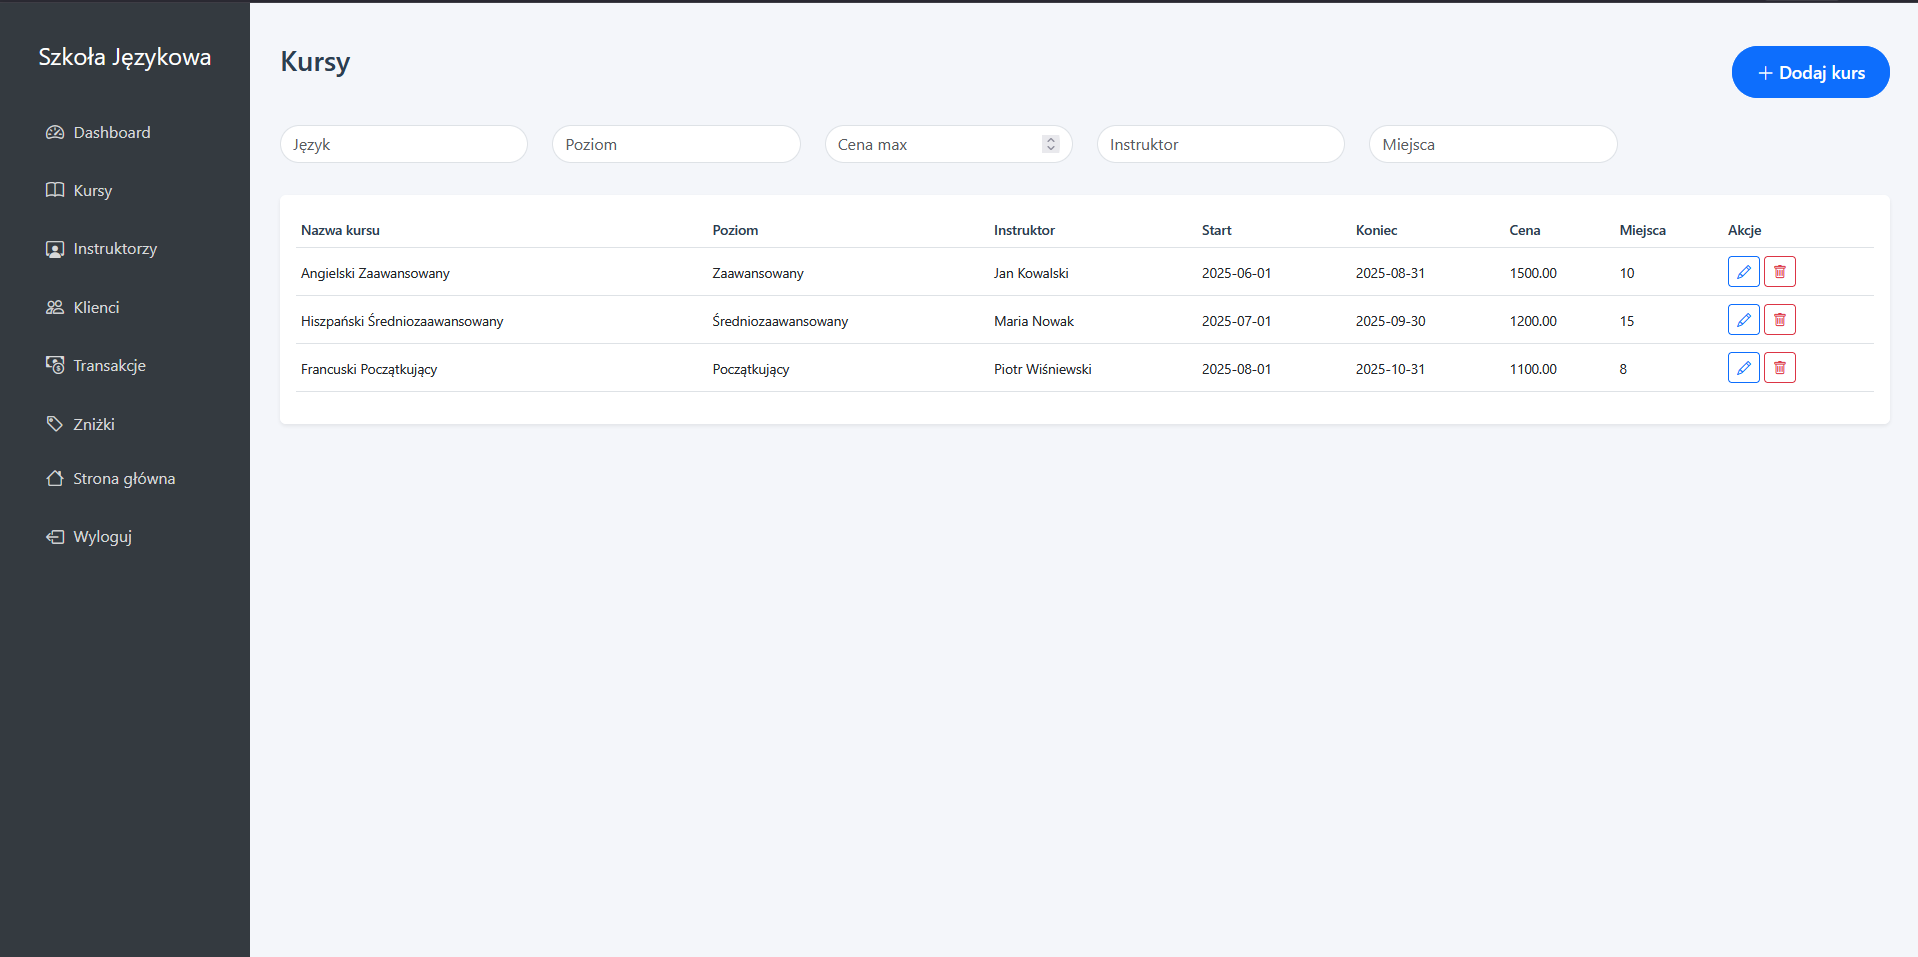 Szkoła Językowa
Dashboard
Kursy
Instruktorzy
Klienci
Transakcje
Zniżki
Strona główna
Wyloguj
Kursy
Dodaj kurs
Język Poziom Cena max Instruktor Miejsca
Nazwa kursu Poziom Instruktor Start Koniec Cena Miejsca Akcje
Angielski Zaawansowany Zaawansowany Jan Kowalski 2025-06-01 2025-08-31 1500.00 10
Hiszpański Średniozaawansowany Średniozaawansowany Maria Nowak 2025-07-01 2025-09-30 1200.00 15
Francuski Początkujący Początkujący Piotr Wiśniewski 2025-08-01 2025-10-31 1100.00 8